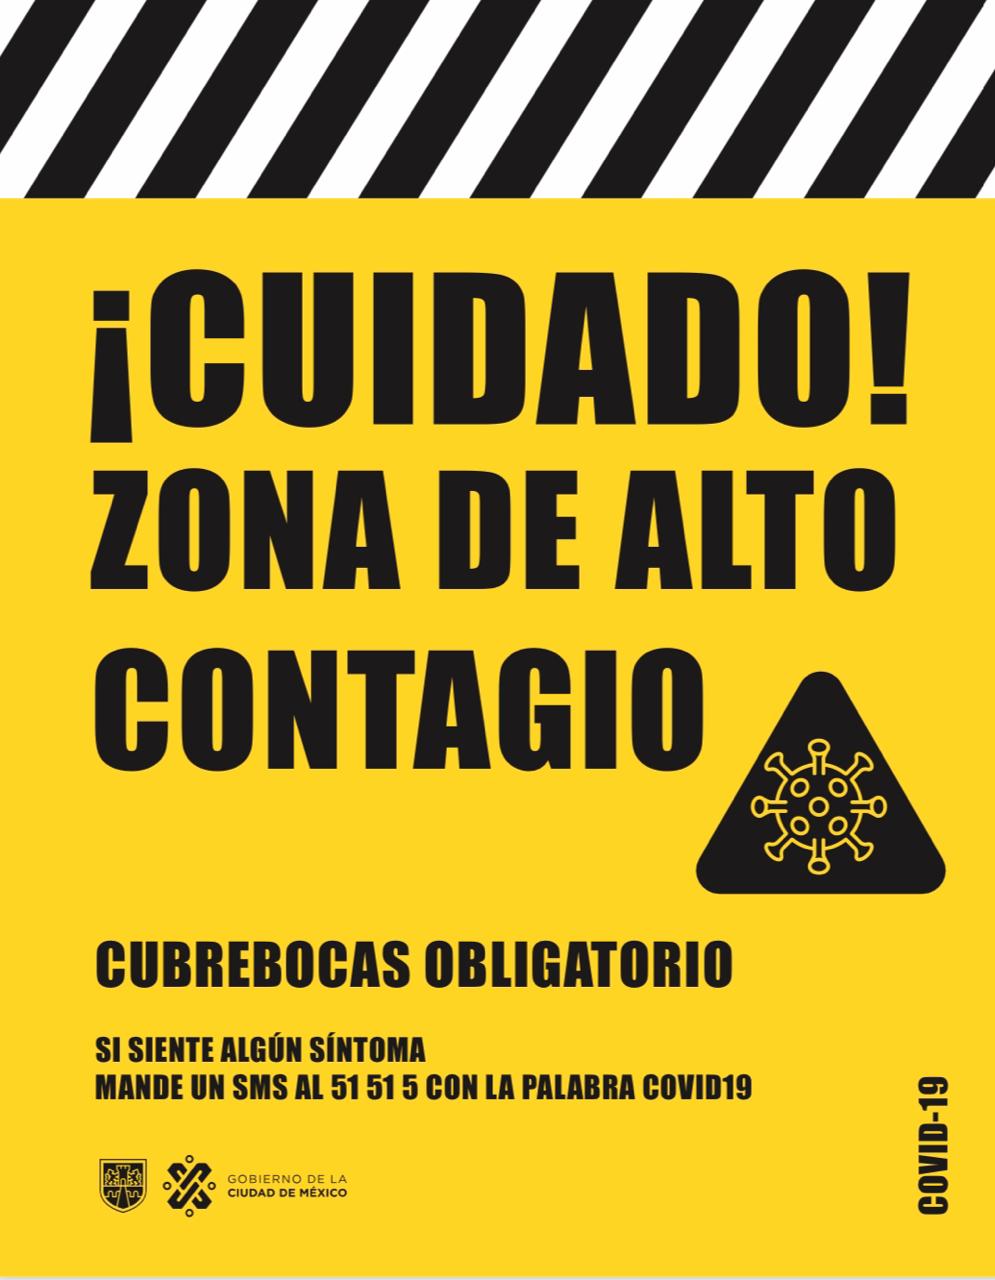 ¡CUIDADO!
ZONA DE ALTO
CONTAGIO
CUBREBOCAS OBLIGATORIO
SI SIENTE ALGÚN SÍNTOMA
MANDE UN SMS AL 51 51 5 CON LA PALABRA COVID19
GOBIERNO DE LA
CIUDAD DE MÉXICO
COVID-19